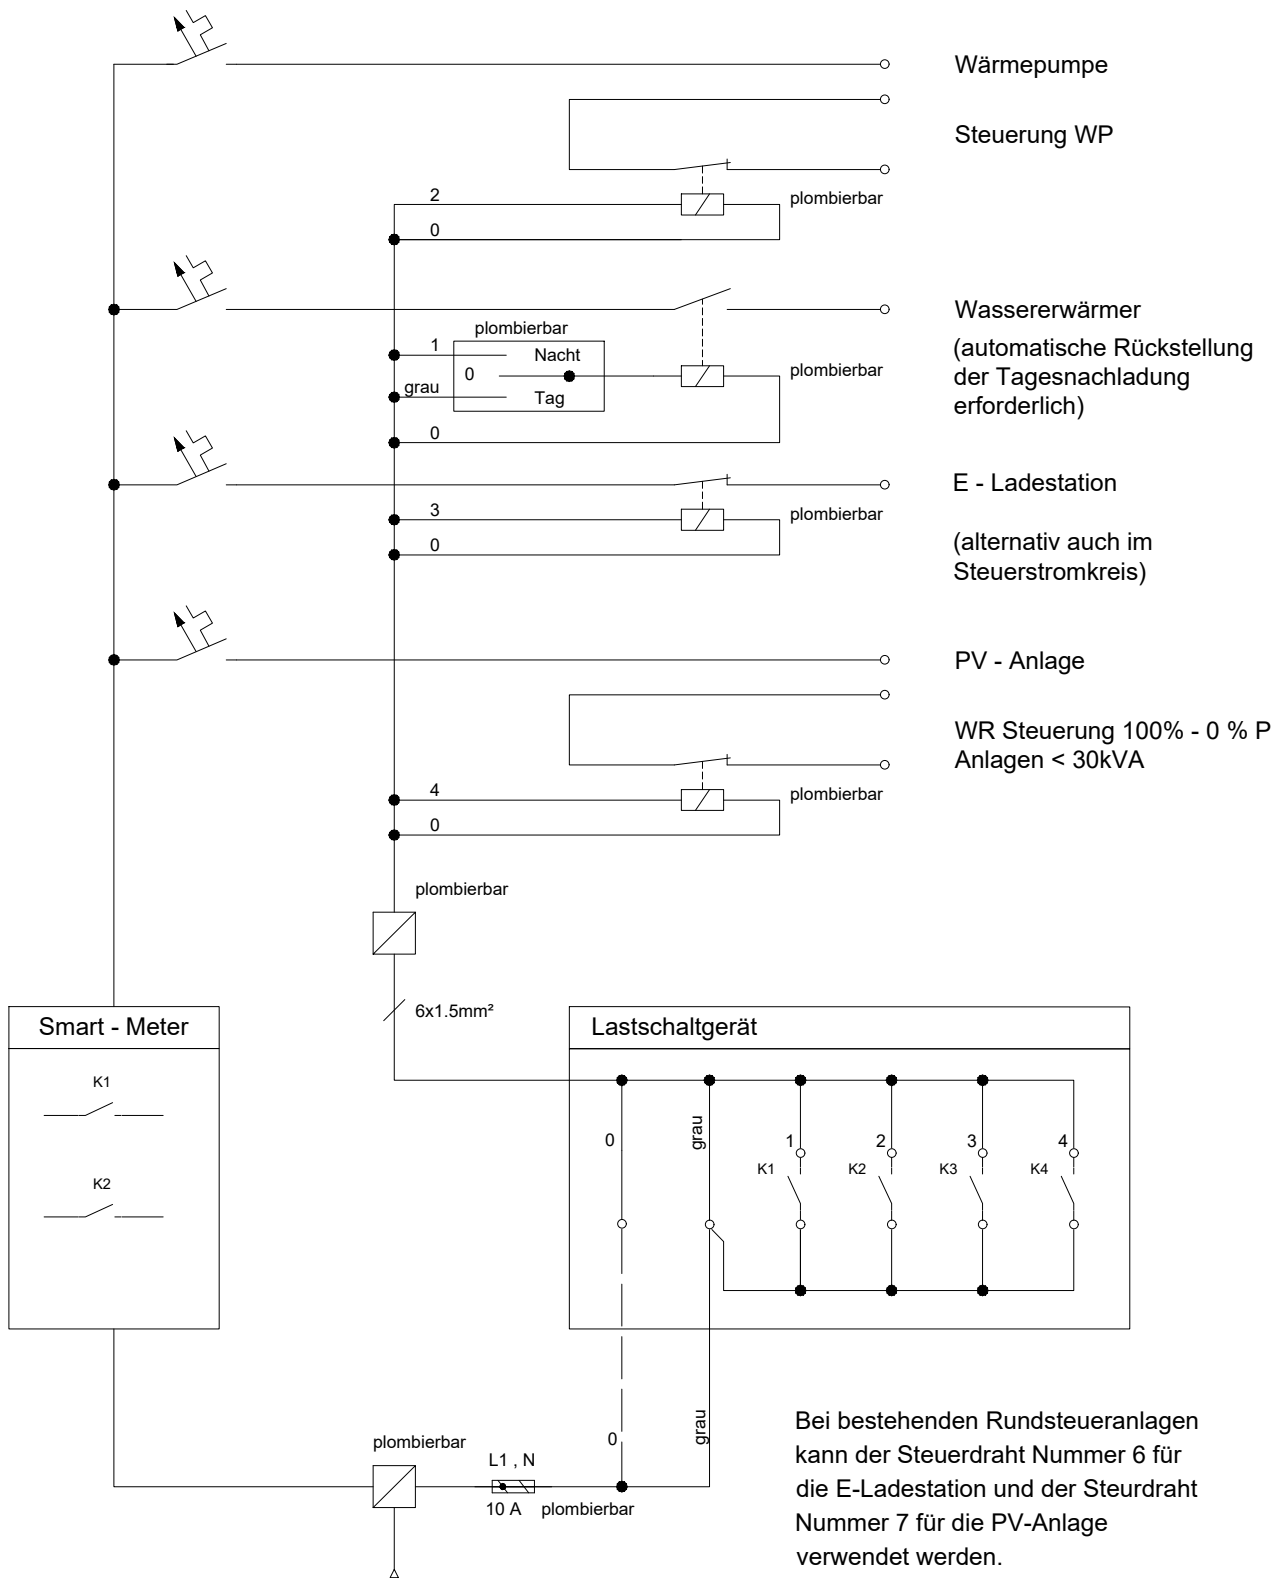 Wärmepumpe
Steuerung WP
2
plombierbar
0
Wassererwärmer
plombierbar
(automatische Rückstellung
der Tagesnachladung
erforderlich)
1
Nacht
0
plombierbar
grau
Tag
0
E - Ladestation
3
plombierbar
0
(alternativ auch im
Steuerstromkreis)
PV - Anlage
WR Steuerung 100% - 0 % P
Anlagen < 30kVA
4
plombierbar
0
plombierbar
6x1.5mm²
Smart - Meter
K1
K2
Lastschaltgerät
0
grau
1
2
3
4
K1
K2
K3
K4
0
grau
plombierbar
L1 , N
10 A
plombierbar
Bei bestehenden Rundsteueranlagen
kann der Steuerdraht Nummer 6 für
die E-Ladestation und der Steurdraht
Nummer 7 für die PV-Anlage
verwendet werden.